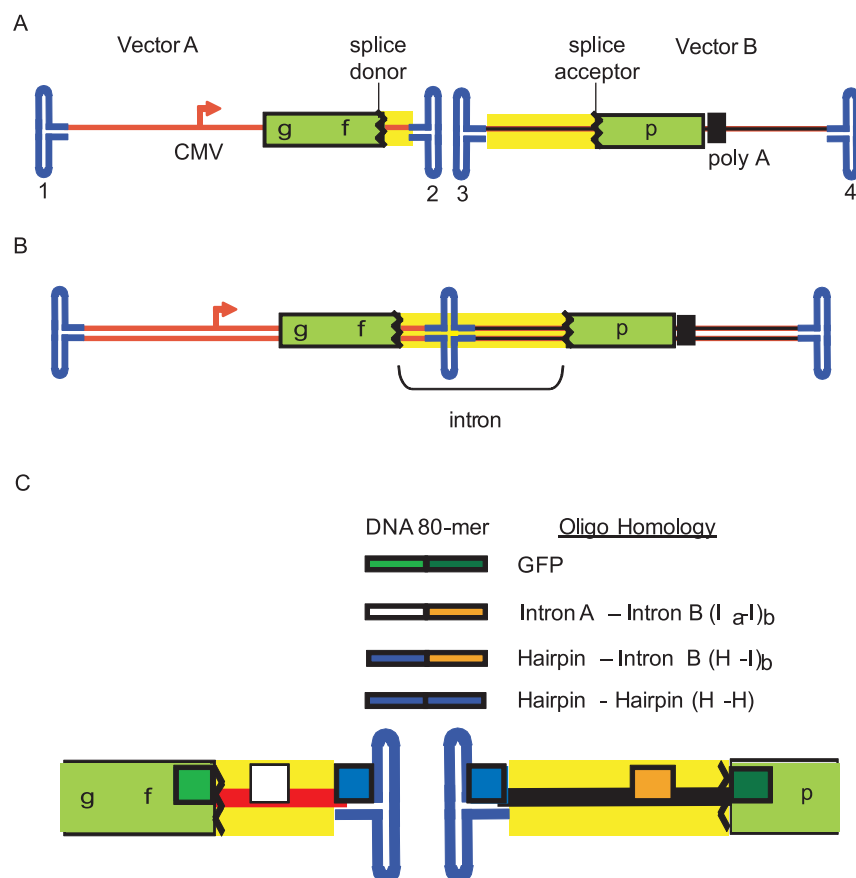 A
Vector A
splice donor
splice acceptor
Vector B
g f
p
CMV
poly A
1 2 3 4
B
g f p
intron
C
DNA 80-mer Oligo Homology
GFP
Intron A – Intron B (I a-I)b
Hairpin – Intron B (H -I)b
Hairpin - Hairpin (H -H)
g f p